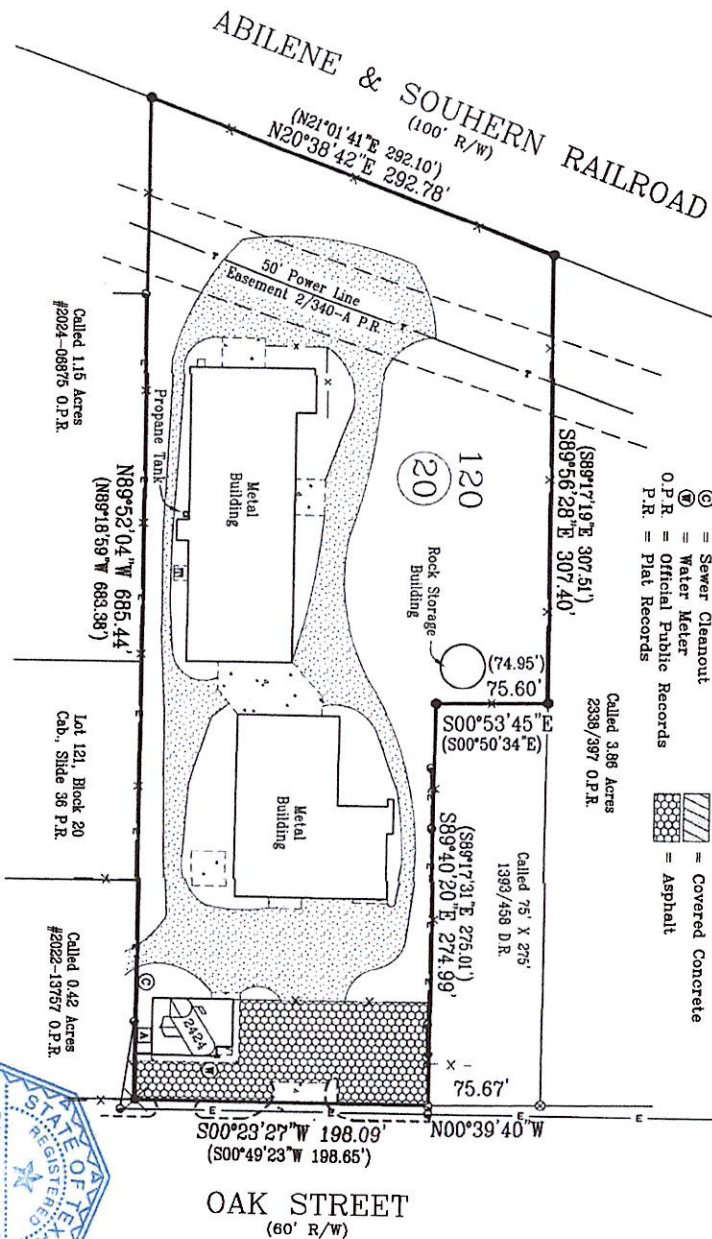 ABILENE & SOUHERN RAILROAD
(100' R/W)
(N21°01'41"E 292.10')
N20°38'42"E 292.78'
Ⓒ = Sewer Cleanout
Ⓦ = Water Meter
O.P.R. = Official Public Records
P.R. = Plat Records
= Covered Concrete
= Asphalt
50' Power Line
Easement 2/340-A P.R.
(S89°17'19"E 307.51')
S89°56'28"E 307.40'
120
20
Called 3.86 Acres
2338/397 O.P.R.
Rock Storage
Building
(74.95')
75.60'
S00°53'45"E
(S00°50'34"E)
Called 75' X 275'
1393/458 D.R.
(S89°17'31"E 275.01')
S89°40'20"E 274.99'
Metal
Building
Propane Tank
E
Metal
Building
Called 1.15 Acres
#2024-06875 O.P.R.
N89°52'04"W 685.44'
(N89°18'59"W 683.38')
Lot 121, Block 20
Cab., Slide 36 P.R.
Called 0.42 Acres
#2022-13757 O.P.R.
C
A
2424
W
75.67'
N00°39'40"W
S00°23'27"W 198.09'
(S00°49'23"W 198.65')
OAK STREET
(60' R/W)
STATE OF TEX
REGISTERED